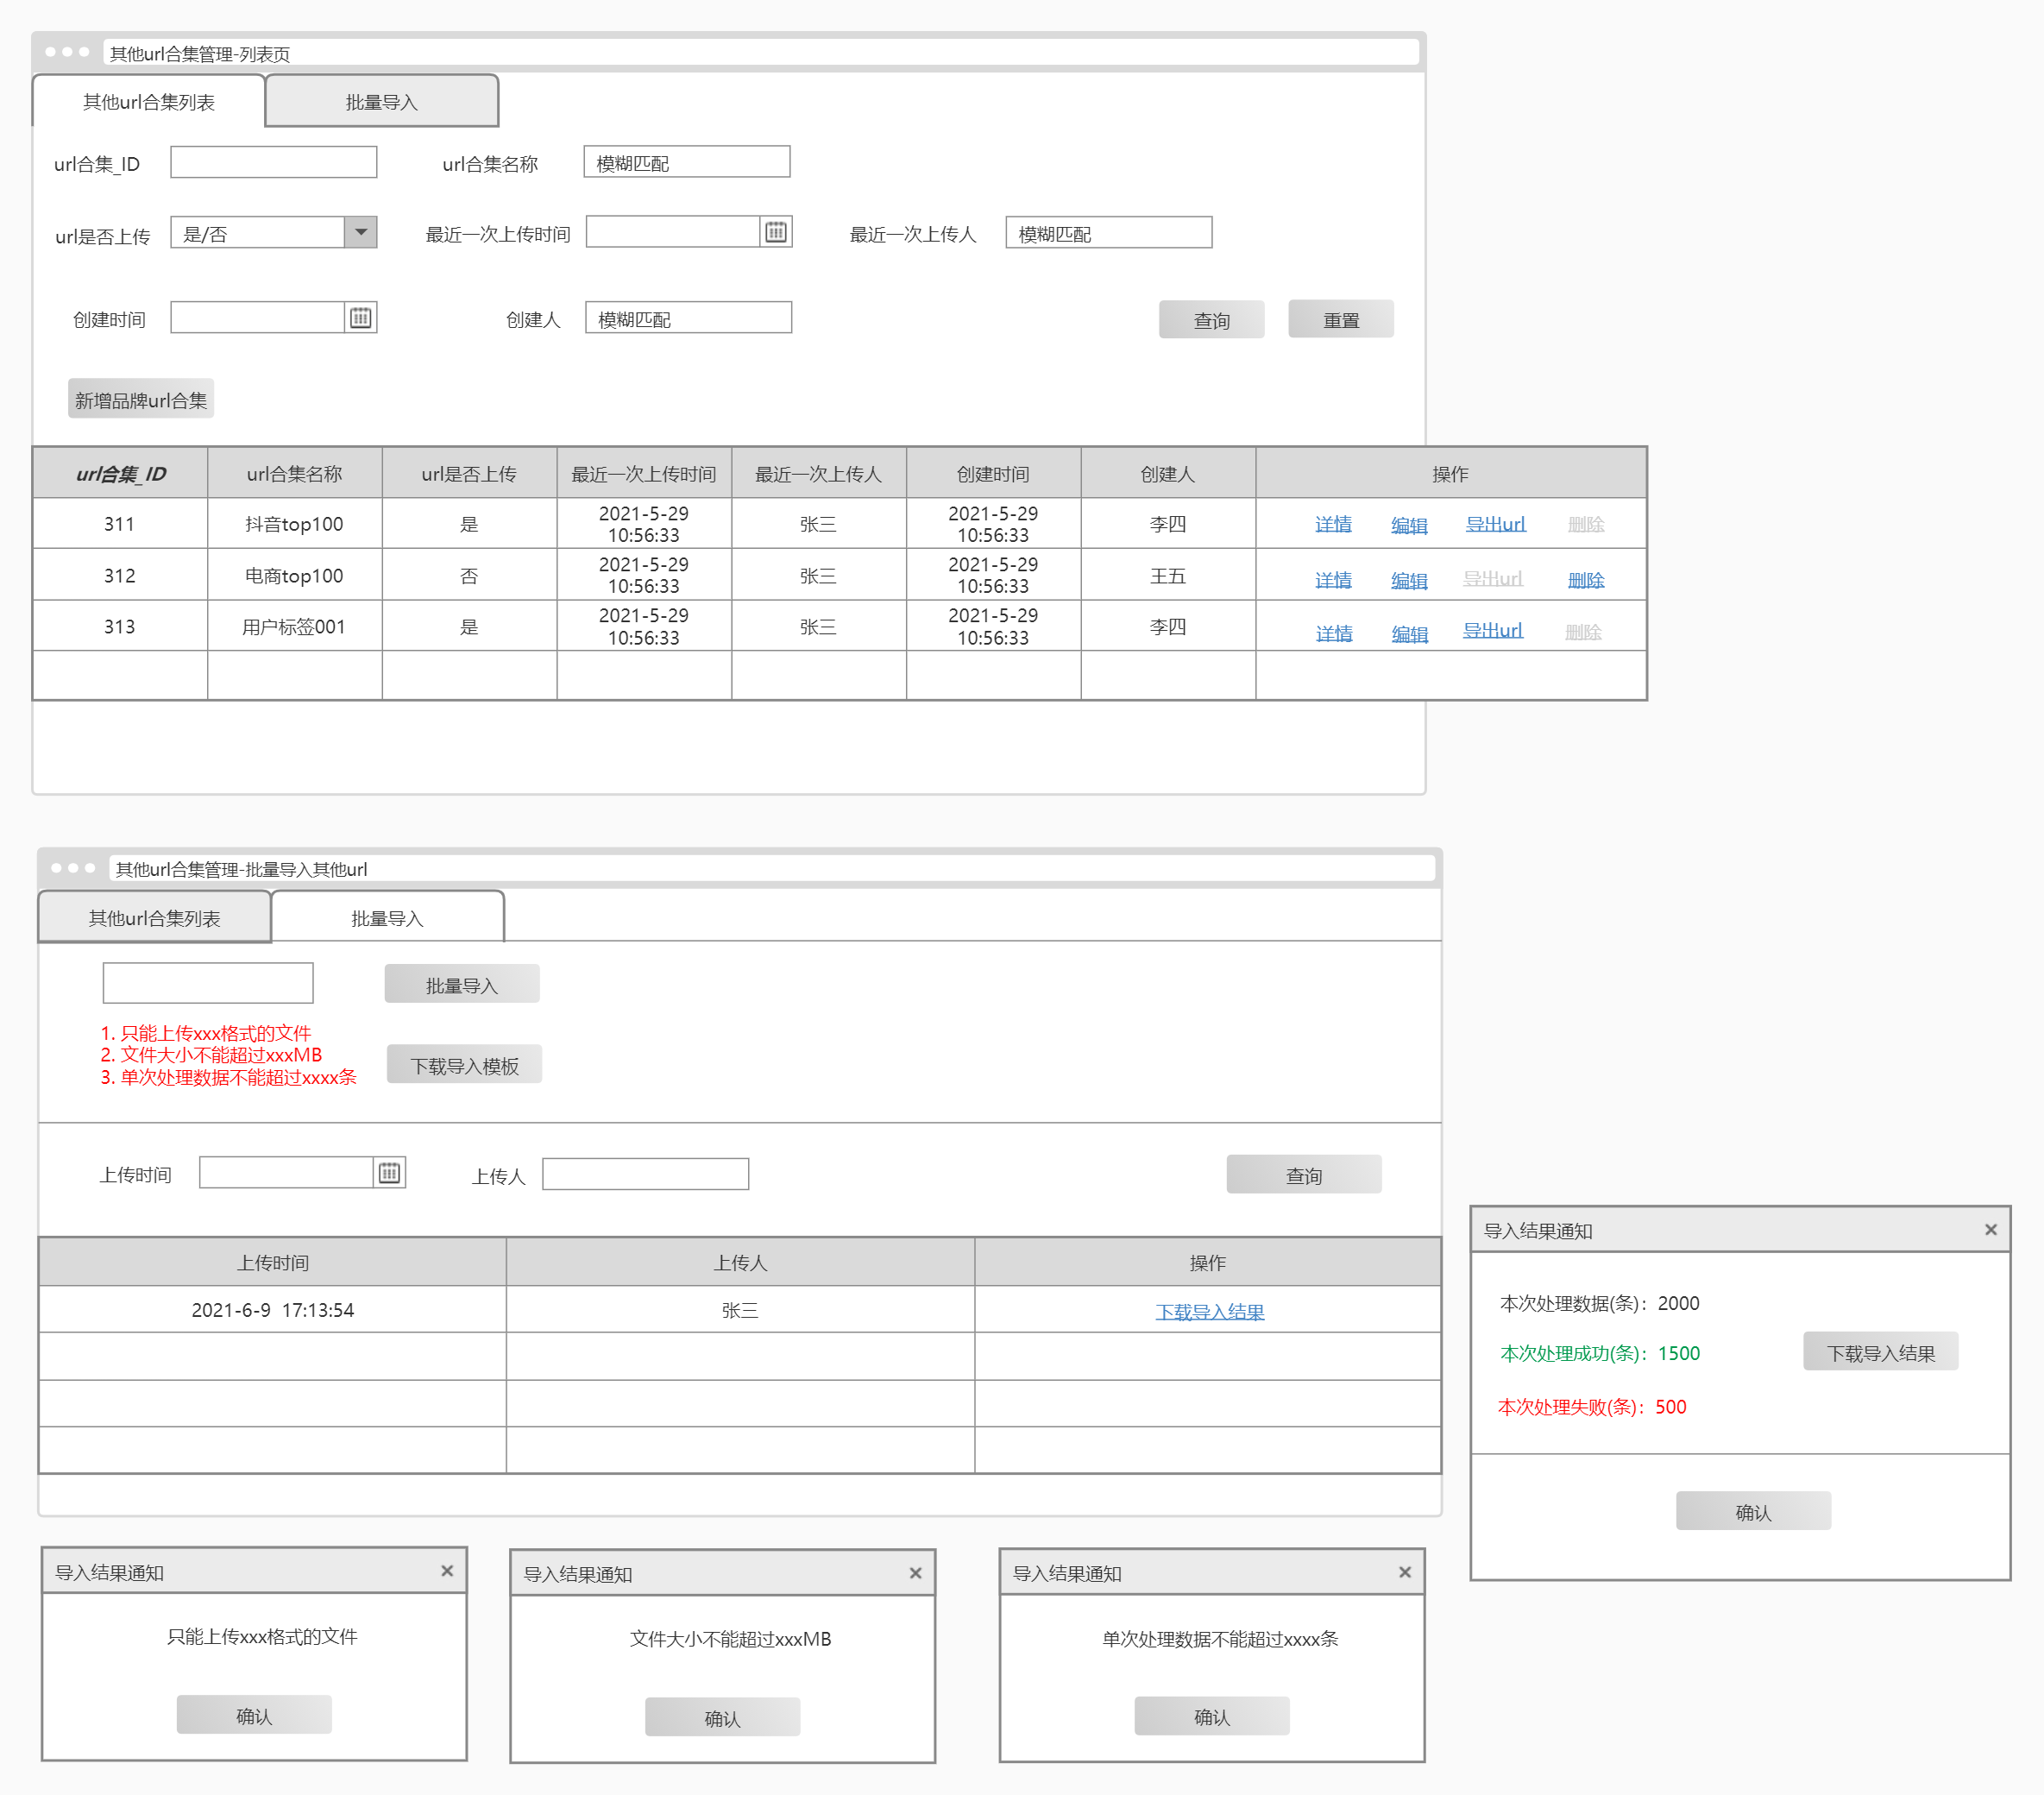 其他url合集管理-列表页
其他url合集列表 批量导入
url合集_ID url合集名称 模糊匹配
url是否上传 是/否 最近一次上传时间 最近一次上传人 模糊匹配
创建时间 创建人 模糊匹配 查询 重置
新增品牌url合集
url合集_ID url合集名称 url是否上传 最近一次上传时间 最近一次上传人 创建时间 创建人 操作
311 抖音top100 是 2021-5-29 10:56:33 张三 2021-5-29 10:56:33 李四 详情 编辑 导出url 删除
312 电商top100 否 2021-5-29 10:56:33 张三 2021-5-29 10:56:33 王五 详情 编辑 导出url 删除
313 用户标签001 是 2021-5-29 10:56:33 张三 2021-5-29 10:56:33 李四 详情 编辑 导出url 删除
其他url合集管理-批量导入其他url
其他url合集列表 批量导入
批量导入
1. 只能上传xxx格式的文件
2. 文件大小不能超过xxxMB
3. 单次处理数据不能超过xxxx条
下载导入模板
上传时间 上传人 查询
上传时间 上传人 操作
2021-6-9 17:13:54 张三 下载导入结果
导入结果通知
本次处理数据(条)：2000
本次处理成功(条)：1500
下载导入结果
本次处理失败(条)：500
确认
导入结果通知
只能上传xxx格式的文件
确认
导入结果通知
文件大小不能超过xxxMB
确认
导入结果通知
单次处理数据不能超过xxxx条
确认